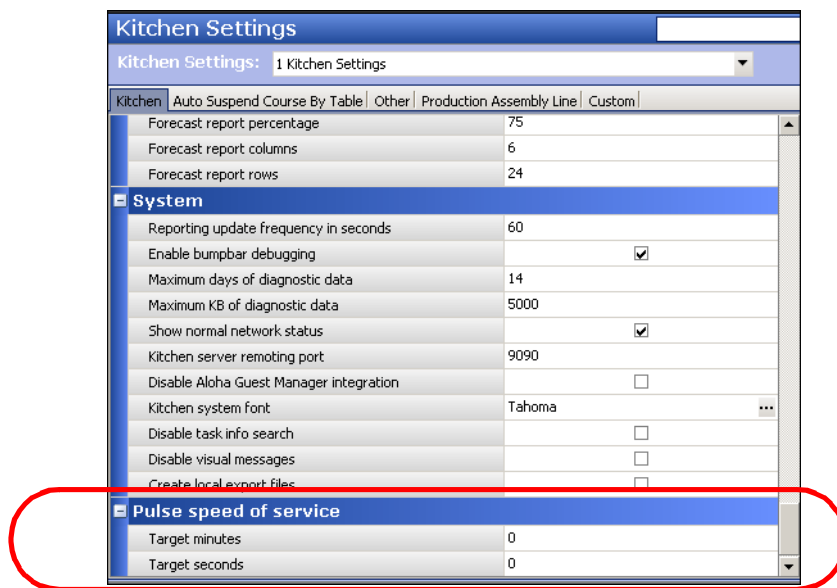 Kitchen Settings
Kitchen Settings: 1 Kitchen Settings
Kitchen Auto Suspend Course By Table Other Production Assembly Line Custom
Forecast report percentage 75
Forecast report columns 6
Forecast report rows 24
System
Reporting update frequency in seconds 60
Enable bumpbar debugging
Maximum days of diagnostic data 14
Maximum KB of diagnostic data 5000
Show normal network status
Kitchen server remoting port 9090
Disable Aloha Guest Manager integration
Kitchen system font Tahoma ...
Disable task info search
Disable visual messages
Create local export files
Pulse speed of service
Target minutes 0
Target seconds 0